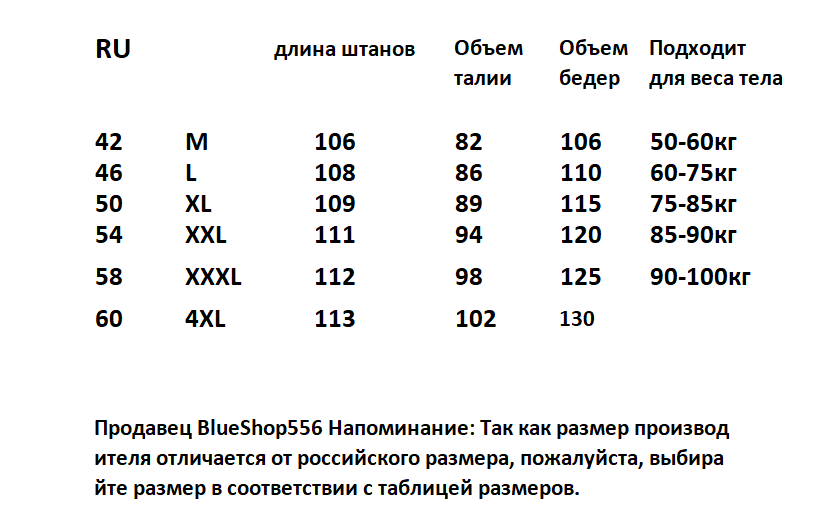 RU длина штанов Объем талии Объем бедер Подходит для веса тела
42 M 106 82 106 50-60кг
46 L 108 86 110 60-75кг
50 XL 109 89 115 75-85кг
54 XXL 111 94 120 85-90кг
58 XXXL 112 98 125 90-100кг
60 4XL 113 102 130
Продавец BlueShop556 Напоминание: Так как размер производ
ителя отличается от российского размера, пожалуйста, выбира
йте размер в соответствии с таблицей размеров.